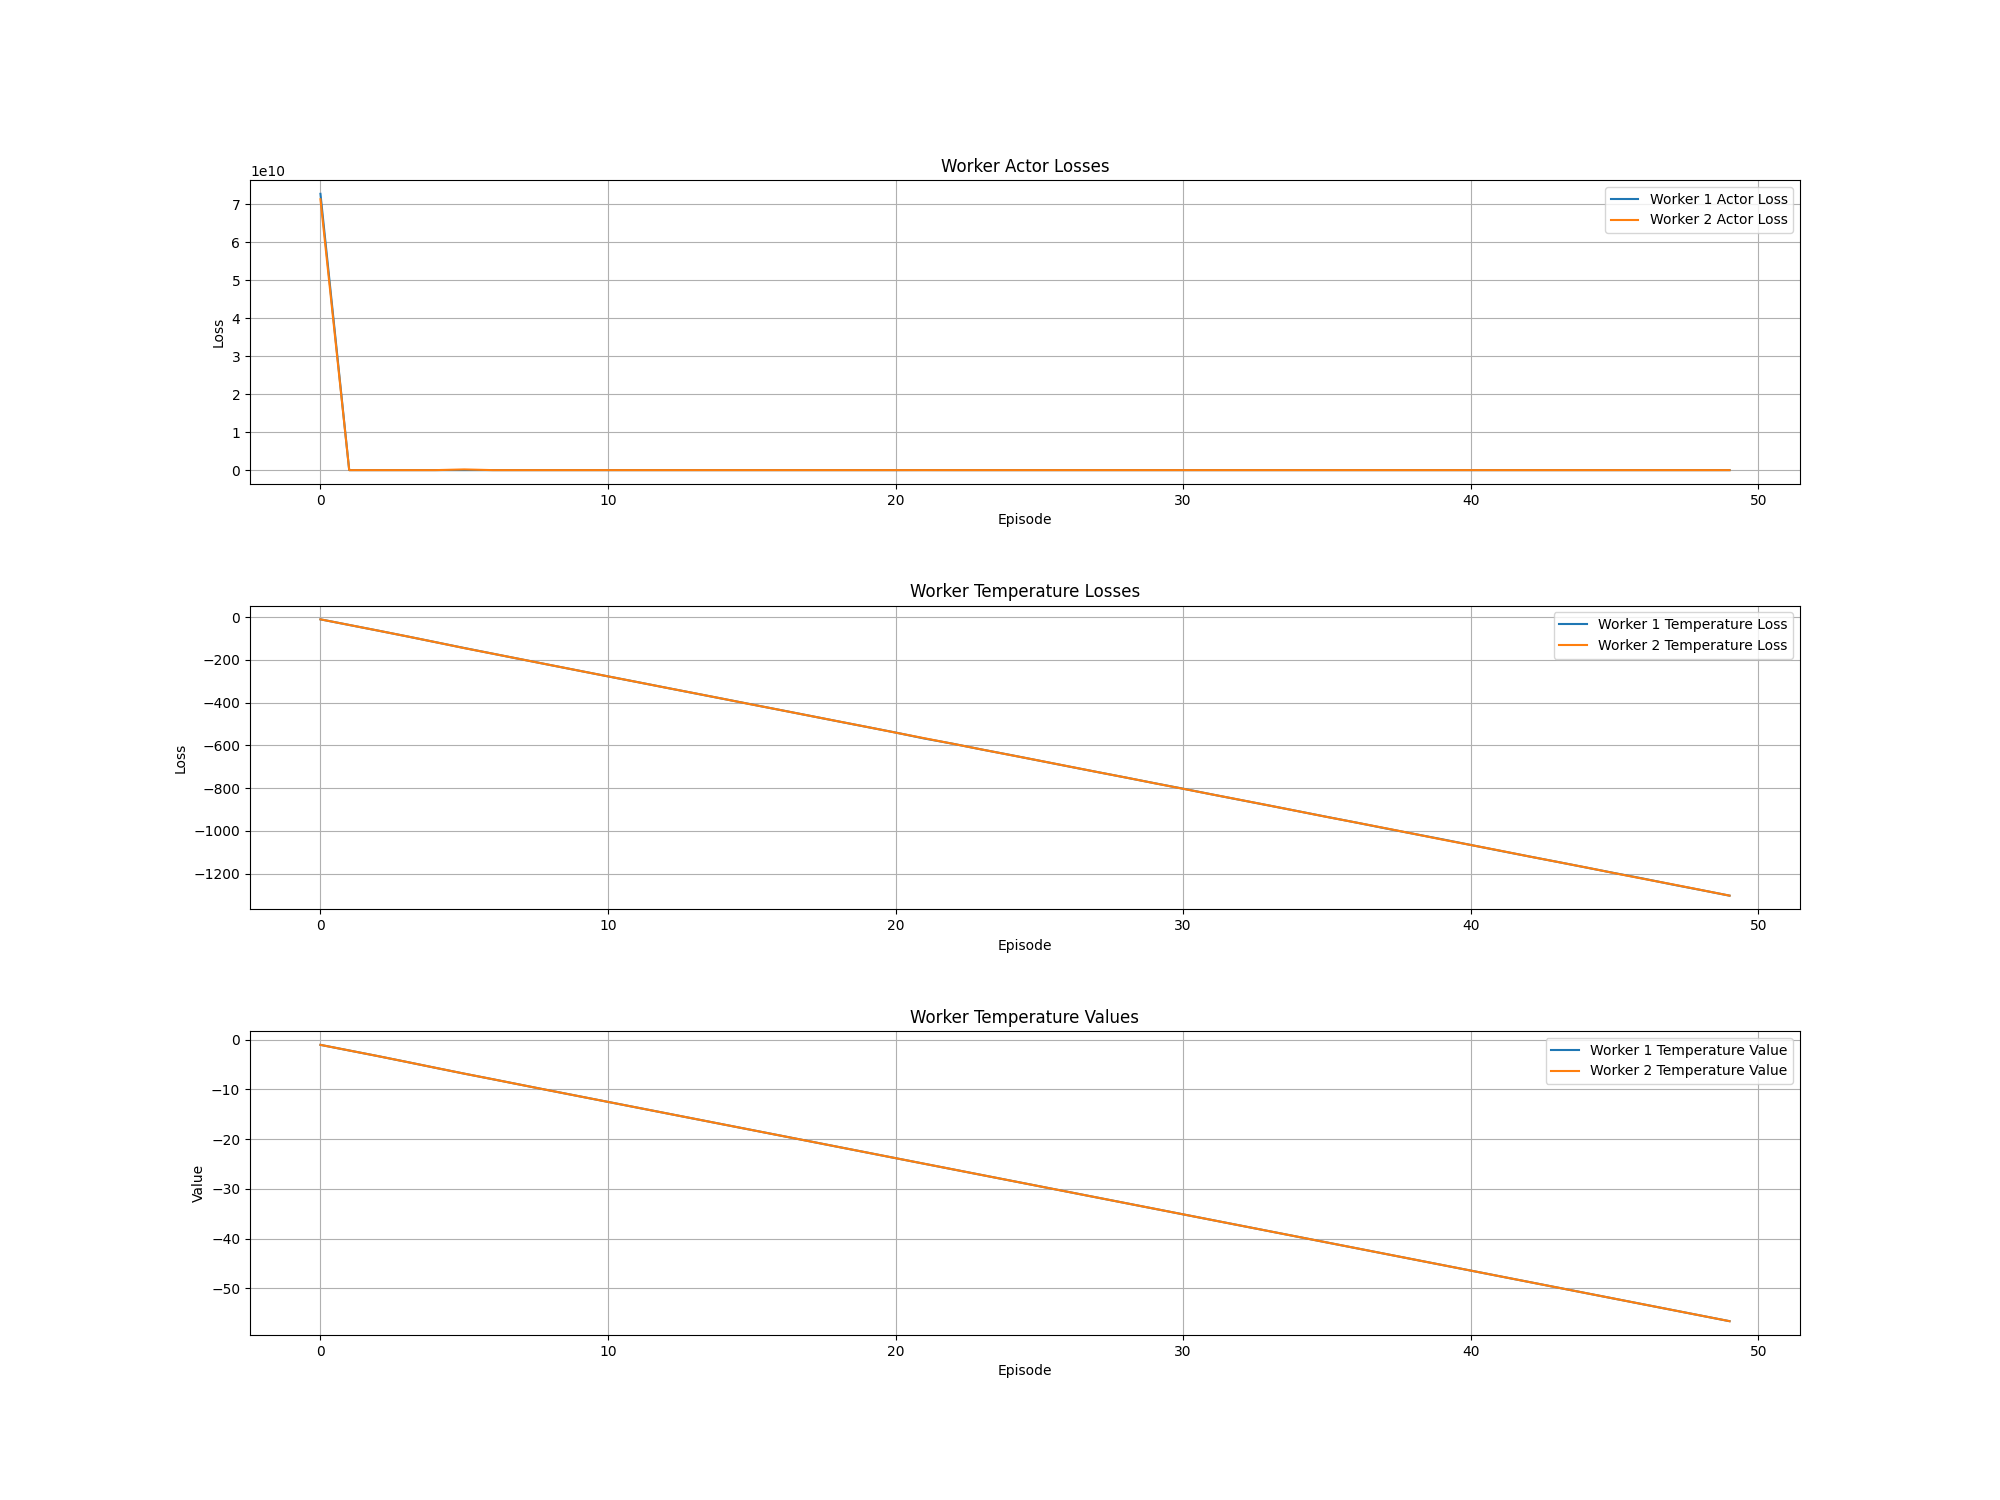 Worker Actor Losses
1e10
7
6
5
4
3
2
1
0
Loss
Worker 1 Actor Loss
Worker 2 Actor Loss
0 10 20 30 40 50
Episode
Worker Temperature Losses
0
−200
−400
−600
−800
−1000
−1200
Loss
Worker 1 Temperature Loss
Worker 2 Temperature Loss
0 10 20 30 40 50
Episode
Worker Temperature Values
0
−10
−20
−30
−40
−50
Value
Worker 1 Temperature Value
Worker 2 Temperature Value
0 10 20 30 40 50
Episode